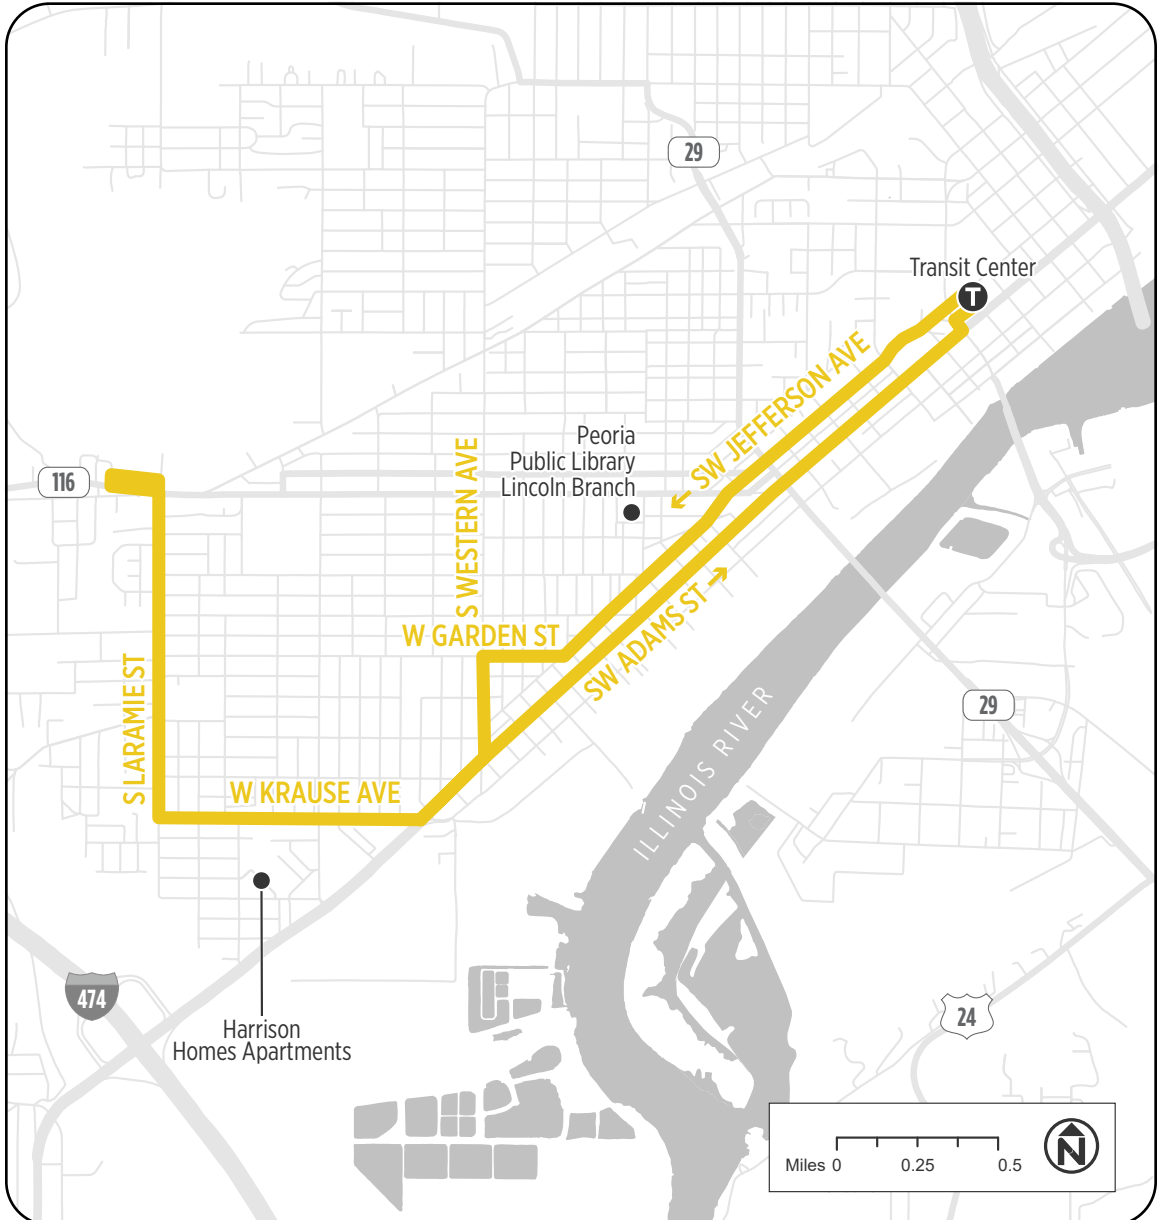 29
Transit Center
T
← SW JEFFERSON AVE
Peoria
Public Library
Lincoln Branch
116
S WESTERN AVE
W GARDEN ST
SW ADAMS ST →
S LARAMIE ST
W KRAUSE AVE
29
ILLINOIS RIVER
474
24
Harrison
Homes Apartments
Miles 0 0.25 0.5
N